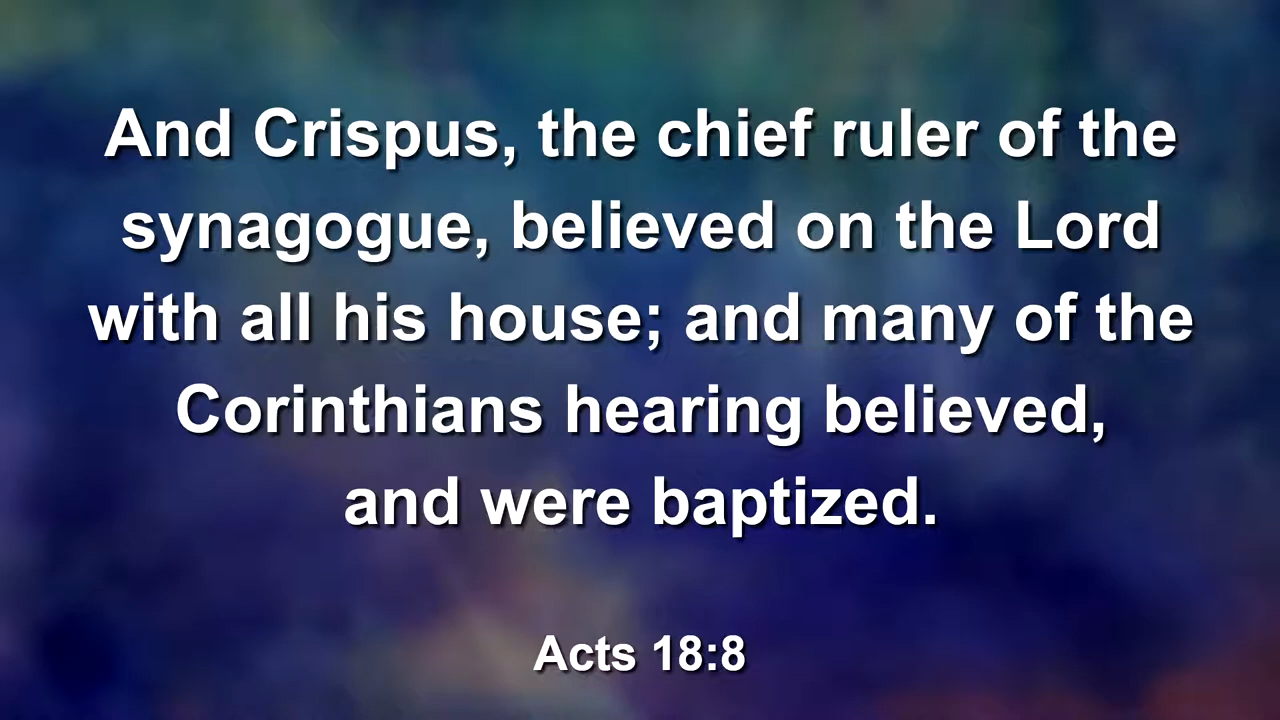 And Crispus, the chief ruler of the
synagogue, believed on the Lord
with all his house; and many of the
Corinthians hearing believed,
and were baptized.
Acts 18:8